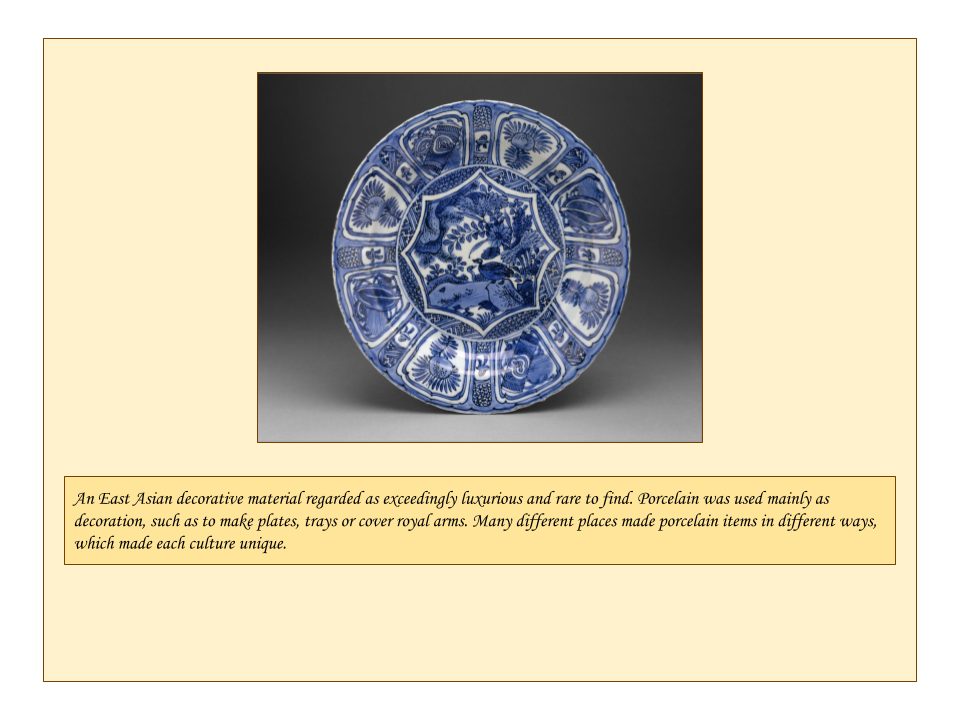 An East Asian decorative material regarded as exceedingly luxurious and rare to find. Porcelain was used mainly as
decoration, such as to make plates, trays or cover royal arms. Many different places made porcelain items in different ways,
which made each culture unique.